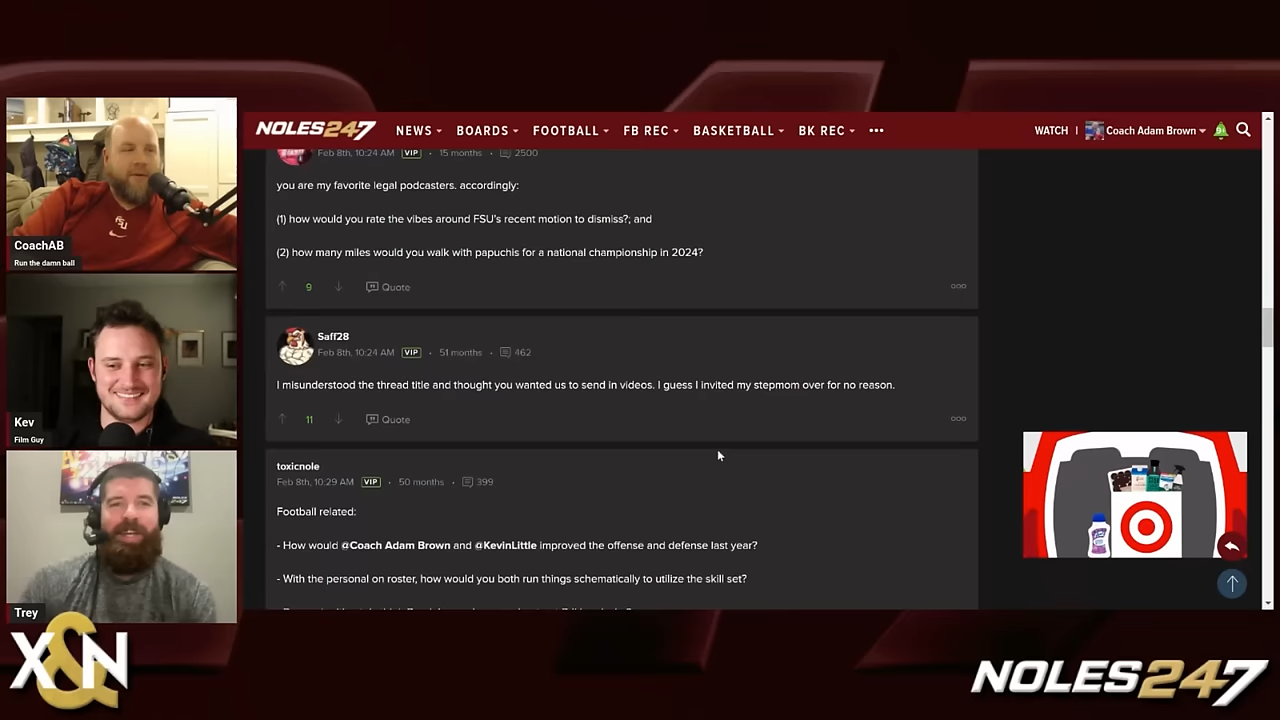 NOLES247
NEWS
BOARDS
FOOTBALL
FB REC
BASKETBALL
BK REC
•••
WATCH | Coach Adam Brown
Feb 8th, 10:24 AM VIP • 15 months • 2500
you are my favorite legal podcasters. accordingly:
(1) how would you rate the vibes around FSU's recent motion to dismiss?; and
(2) how many miles would you walk with papuchis for a national championship in 2024?
9 Quote
Saff28
Feb 8th, 10:24 AM VIP • 51 months • 462
I misunderstood the thread title and thought you wanted us to send in videos. I guess I invited my stepmom over for no reason.
11 Quote
toxicnole
Feb 8th, 10:29 AM VIP • 50 months • 399
Football related:
- How would @Coach Adam Brown and @KevinLittle improved the offense and defense last year?
- With the personal on roster, how would you both run things schematically to utilize the skill set?
CoachAB
Run the damn ball
FSU
Kev
Film Guy
Trey
X&N
NOLES247